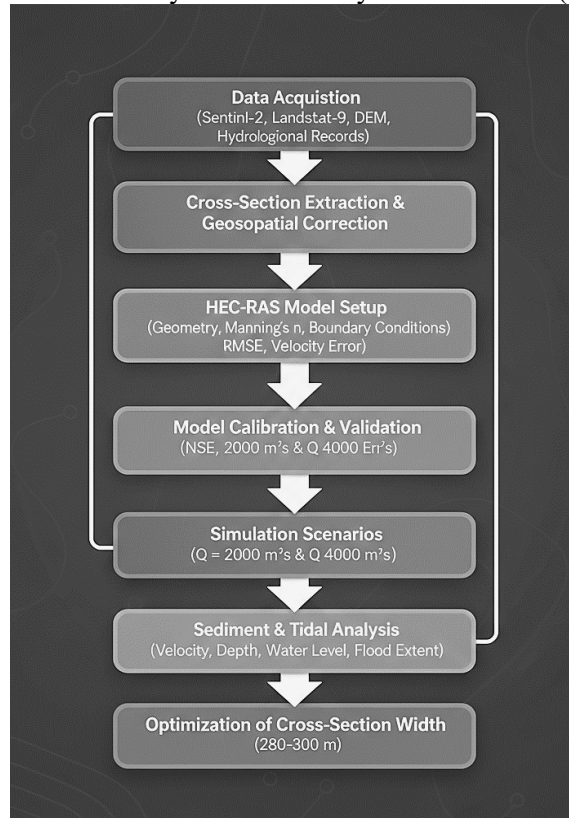 Data Acquistion
(Sentinl-2, Landstat-9, DEM,
Hydrologional Records)
Cross-Section Extraction &
Geosospatial Correction
HEC-RAS Model Setup
(Geometry, Manning's n, Boundary Conditions)
RMSE, Velocity Error)
Model Calibration & Validation
(NSE, 2000 m³s & Q 4000 Err's)
Simulation Scenarios
(Q = 2000 m³s & Q 4000 m³s)
Sediment & Tidal Analysis
(Velocity, Depth, Water Level, Flood Extent)
Optimization of Cross-Section Width
(280-300 m)